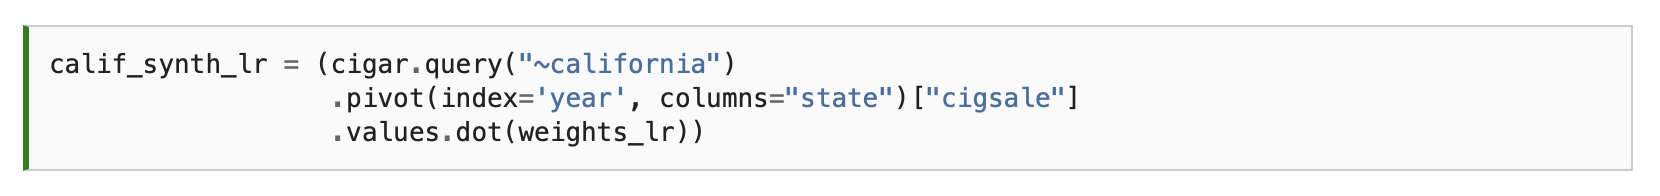 calif_synth_lr = (cigar.query("~california")
                  .pivot(index='year', columns="state")["cigsale"]
                  .values.dot(weights_lr))